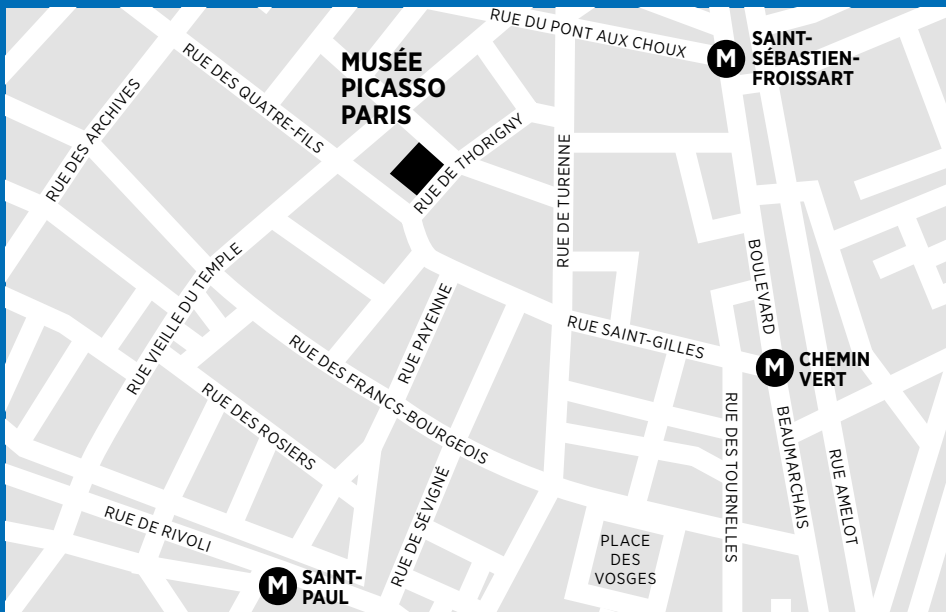 RUE DU PONT AUX CHOUX
M
SAINT-
SÉBASTIEN-
FROISSART
MUSÉE
PICASSO
PARIS
RUE DES QUATRE-FILS
RUE DES ARCHIVES
RUE DE THORIGNY
RUE DE TURENNE
RUE VIEILLE DU TEMPLE
BOULEVARD
RUE PAYENNE
RUE SAINT-GILLES
M
CHEMIN
VERT
RUE DES FRANCS-BOURGEOIS
RUE DES ROSIERS
RUE DES TOURNELLES
BEAUMARCHAIS
RUE AMELOT
RUE DE SÉVIGNÉ
RUE DE RIVOLI
PLACE
DES
VOSGES
M
SAINT-
PAUL